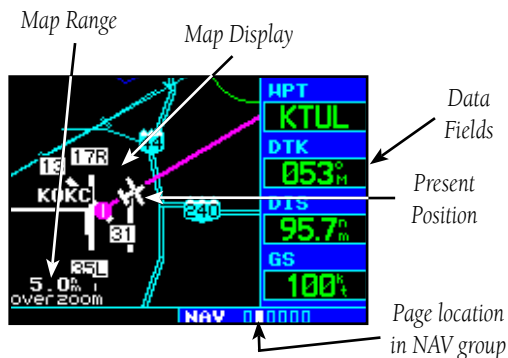 Map Range
Map Display
WPT
KTUL
DTK
053°M
DIS
95.7nm
GS
100kt
Data
Fields
Present
Position
44
13
17R
KOKC
31
240
35L
5.0nm
overzoom
NAV
Page location
in NAV group